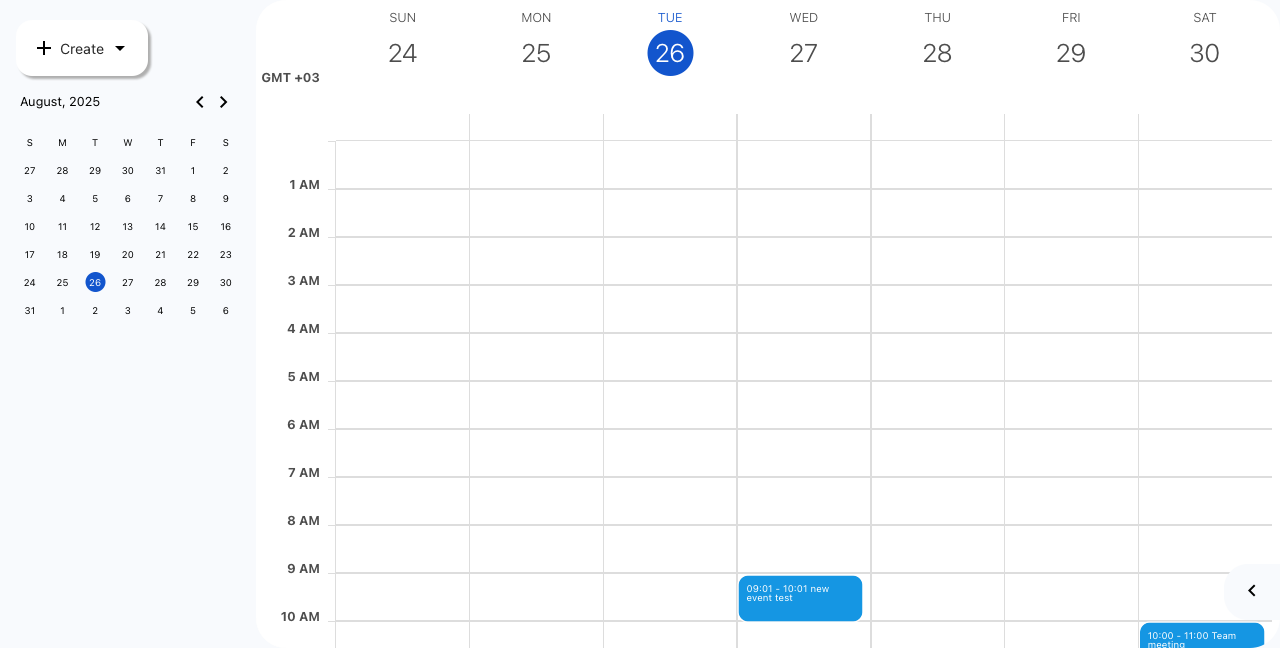 Create
August, 2025
S M T W T F S
27 28 29 30 31 1 2
3 4 5 6 7 8 9
10 11 12 13 14 15 16
17 18 19 20 21 22 23
24 25 26 27 28 29 30
31 1 2 3 4 5 6
SUN MON TUE WED THU FRI SAT
24 25 26 27 28 29 30
GMT +03
1 AM
2 AM
3 AM
4 AM
5 AM
6 AM
7 AM
8 AM
9 AM
09:01 - 10:01 new
event test
10 AM
10:00 - 11:00 Team
meeting